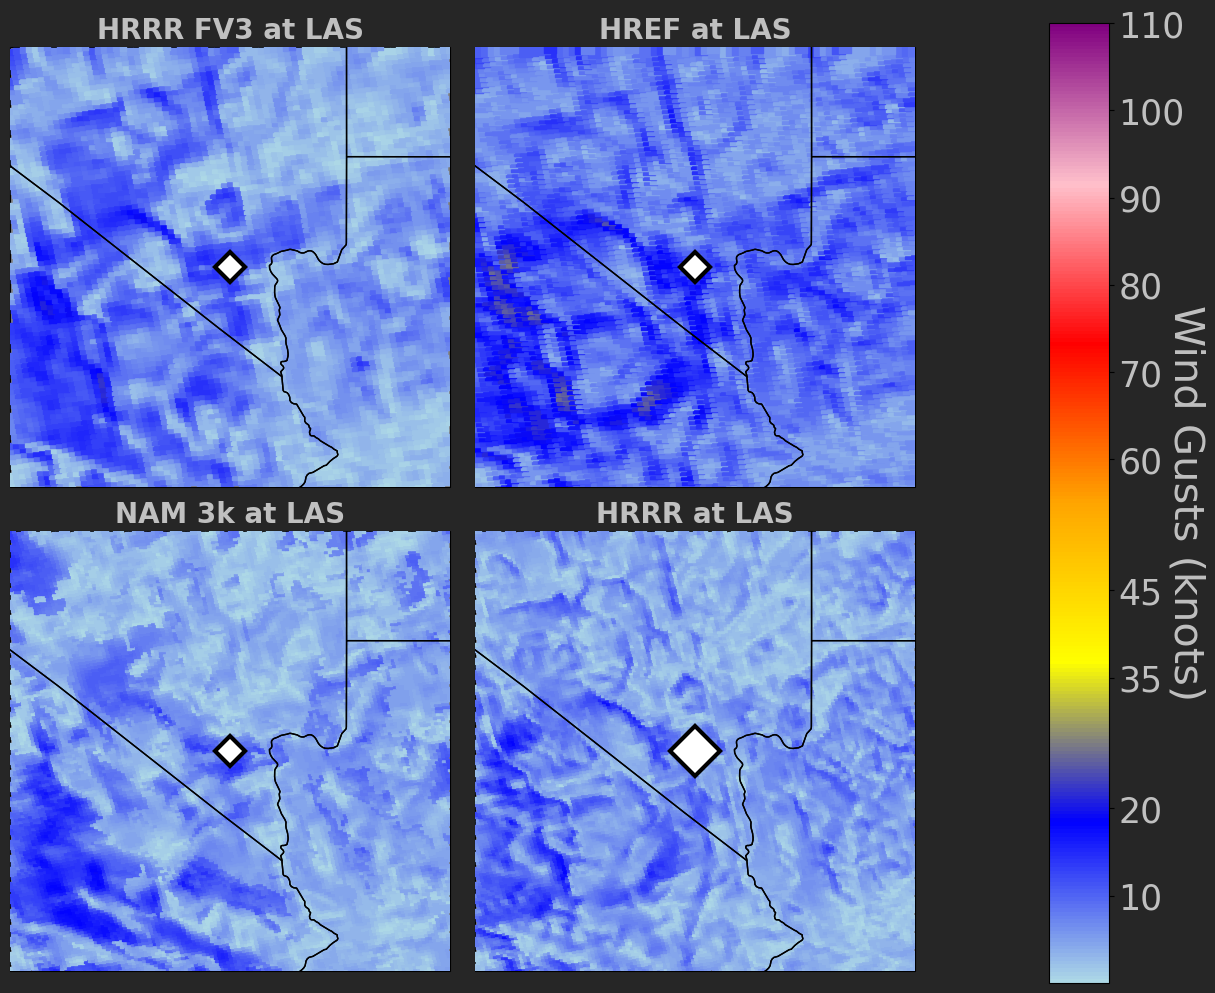 HRRR FV3 at LAS
HREF at LAS
NAM 3k at LAS
HRRR at LAS
110
100
90
80
70
60
45
35
20
10
Wind Gusts (knots)